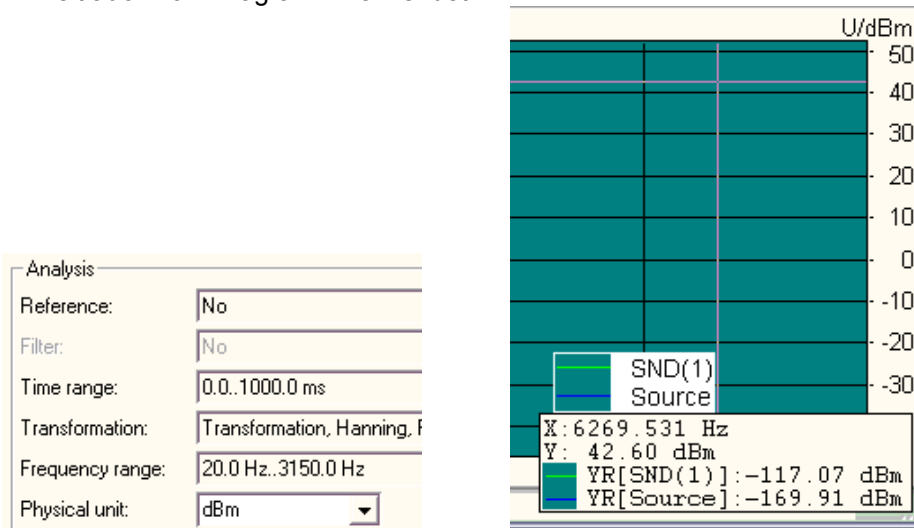 Analysis
Reference: No
Filter: No
Time range: 0.0..1000.0 ms
Transformation: Transformation, Hanning,
Frequency range: 20.0 Hz..3150.0 Hz
Physical unit: dBm
U/dBm
50
40
30
20
10
0
-10
-20
-30
SND(1)
Source
X:6269.531 Hz
Y: 42.60 dBm
YR[SND(1)]:-117.07 dBm
YR[Source]:-169.91 dBm